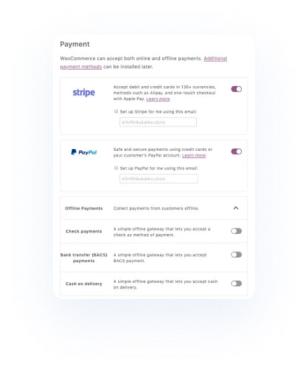 Payment
WooCommerce can accept both online and offline payments. Additional
payment methods can be installed later.
stripe
Accept debit and credit cards in 135+ currencies,
methods such as Alipay, and one-touch checkout
with Apple Pay. Learn more.
Set up Stripe for me using this email:
PayPal
Safe and secure payments using credit cards or
your customer's PayPal account. Learn more.
Set up PayPal for me using this email:
Offline Payments
Collect payments from customers offline.
Check payments
A simple offline gateway that lets you accept a
check as method of payment.
Bank transfer (BACS)
payments
A simple offline gateway that lets you accept
BACS payment.
Cash on delivery
A simple offline gateway that lets you accept cash
on delivery.